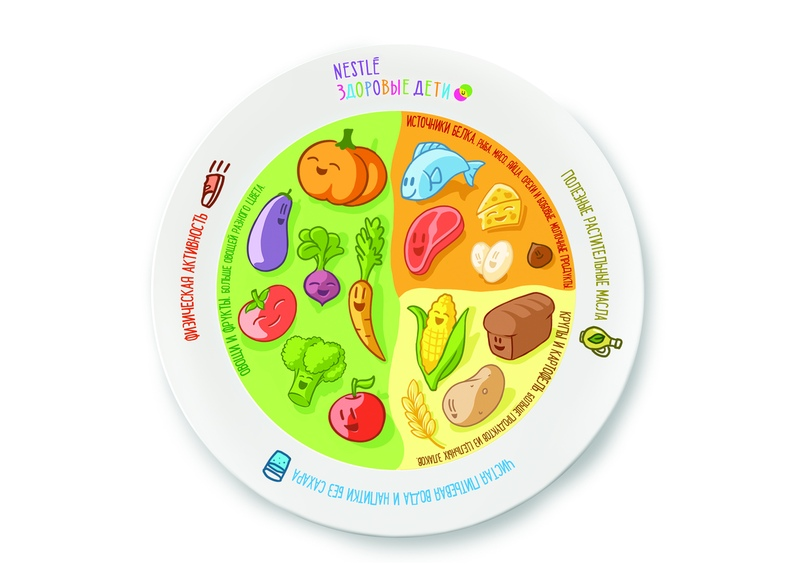 NESTLÉ
ЗДОРОВЫЕ ДЕТИ
ИСТОЧНИКИ БЕЛКА. РЫБА, МЯСО, ЯЙЦА, ОРЕХИ И БОБОВЫЕ, МОЛОЧНЫЕ ПРОДУКТЫ
ПОЛЕЗНЫЕ РАСТИТЕЛЬНЫЕ МАСЛА
КРУПЫ И КАРТОФЕЛЬ. БОЛЬШЕ ПРОДУКТОВ ИЗ ЦЕЛЬНЫХ ЗЛАКОВ.
ЧИСТАЯ ПИТЬЕВАЯ ВОДА И НАПИТКИ БЕЗ САХАРА
ОВОЩИ И ФРУКТЫ. БОЛЬШЕ ОВОЩЕЙ РАЗНОГО ЦВЕТА.
ФИЗИЧЕСКАЯ АКТИВНОСТЬ